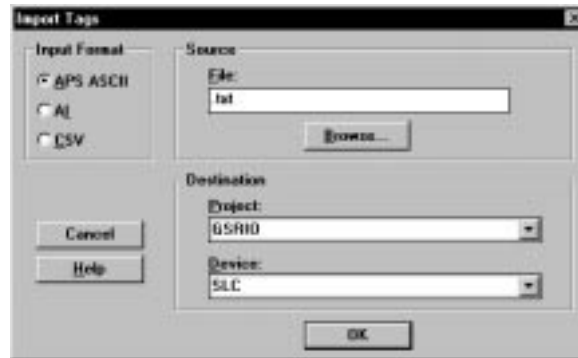 Import Tags
Input Format
APS ASCII
AI
CSV
Source
File:
.txt
Browse...
Destination
Project:
GSRIO
Device:
SLC
Cancel
Help
OK